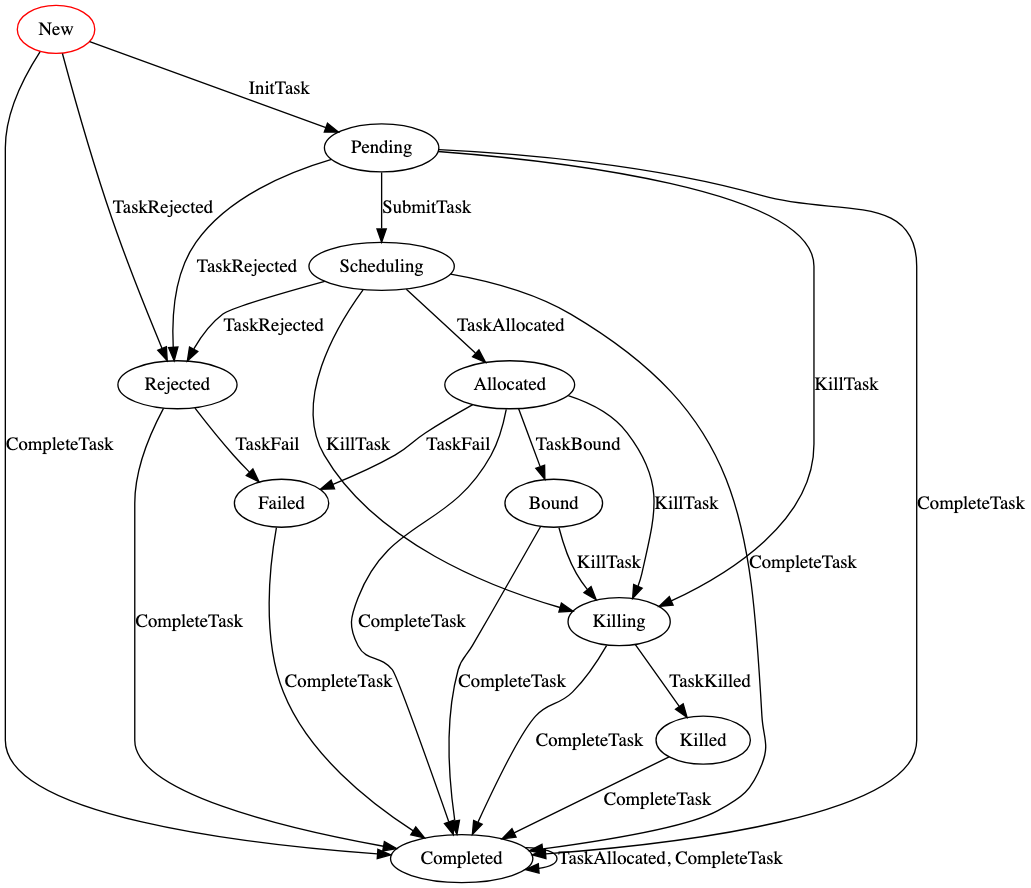 New
InitTask
Pending
TaskRejected
SubmitTask
TaskRejected
Scheduling
TaskRejected
TaskAllocated
Rejected
Allocated
KillTask
CompleteTask
TaskFail
KillTask
TaskFail
TaskBound
Failed
Bound
KillTask
CompleteTask
KillTask
CompleteTask
CompleteTask
CompleteTask
Killing
CompleteTask
CompleteTask
TaskKilled
CompleteTask
Killed
CompleteTask
Completed
TaskAllocated, CompleteTask